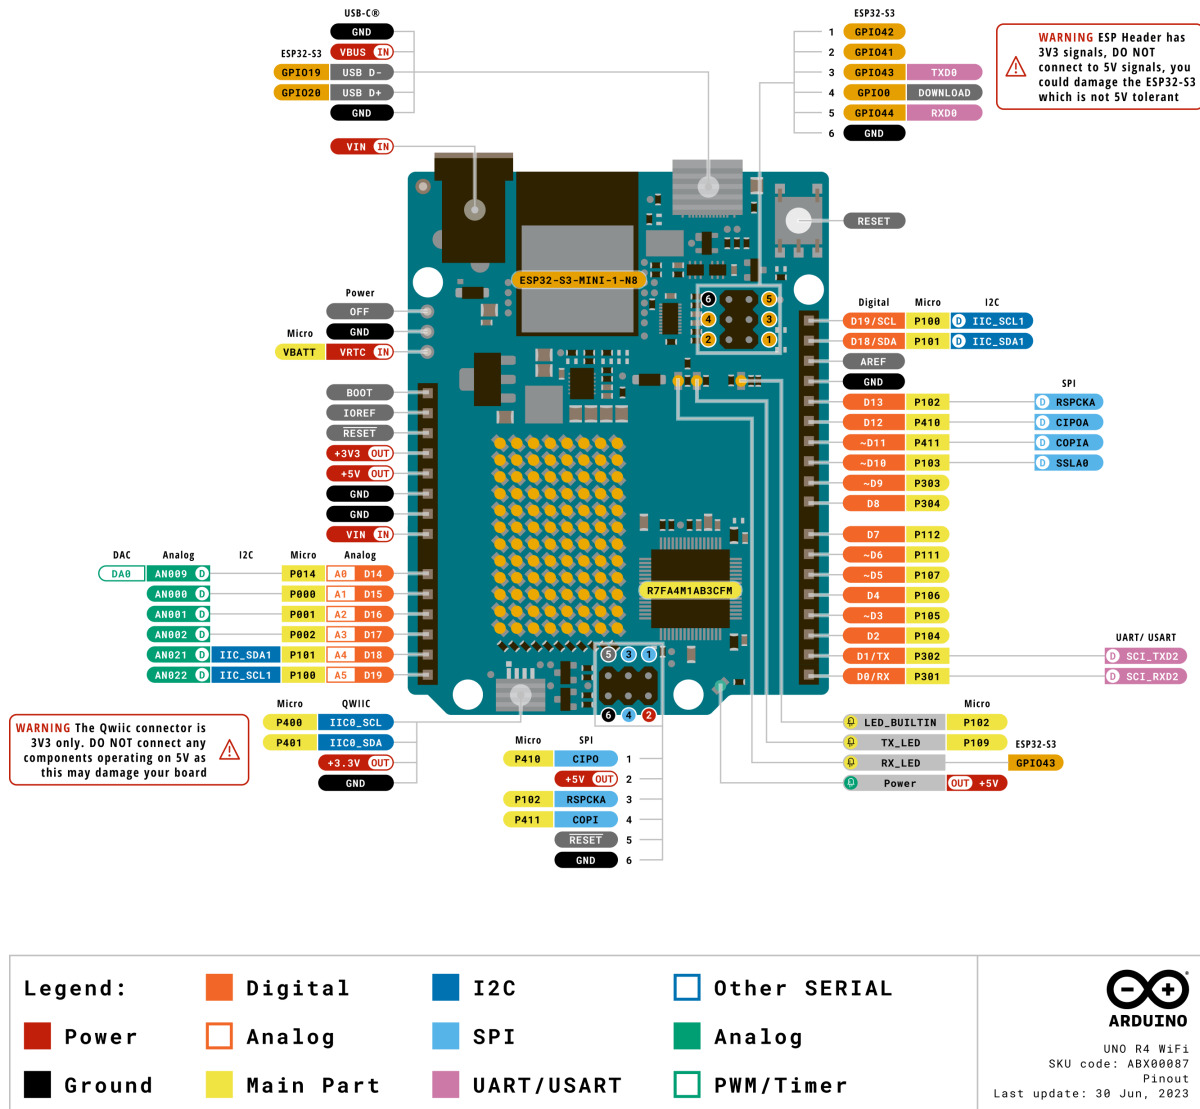 USB-C®
GND
VBUS IN
ESP32-S3
GPIO19 USB D-
GPIO20 USB D+
GND
VIN IN
ESP32-S3
1 GPIO42
2 GPIO41
3 GPIO43 TXD0
4 GPIO0 DOWNLOAD
5 GPIO44 RXD0
6 GND
WARNING ESP Header has
3V3 signals, DO NOT
connect to 5V signals, you
could damage the ESP32-S3
which is not 5V tolerant
RESET
ESP32-S3-MINI-1-N8
6 5
4 3
2 1
Power
OFF
GND
Micro
VBATT VRTC IN
BOOT
IOREF
RESET
+3V3 OUT
+5V OUT
GND
GND
VIN IN
DAC Analog I2C Micro Analog
DA0 AN009 D P014 A0 D14
AN000 D P000 A1 D15
AN001 D P001 A2 D16
AN002 D P002 A3 D17
AN021 D IIC_SDA1 P101 A4 D18
AN022 D IIC_SCL1 P100 A5 D19
Digital Micro I2C
D19/SCL P100 D IIC_SCL1
D18/SDA P101 D IIC_SDA1
AREF
GND
SPI
D13 P102 D RSPCKA
D12 P410 D CIPOA
~D11 P411 D COPIA
~D10 P103 D SSLA0
~D9 P303
D8 P304
D7 P112
~D6 P111
~D5 P107
D4 P106
~D3 P105
D2 P104
UART/ USART
D1/TX P302 D SCI_TXD2
D0/RX P301 D SCI_RXD2
R7FA4M1AB3CFM
5 3 1
6 4 2
WARNING The Qwiic connector is
3V3 only. DO NOT connect any
components operating on 5V as
this may damage your board
Micro QWIIC
P400 IIC0_SCL
P401 IIC0_SDA
+3.3V OUT
GND
Micro SPI
P410 CIPO 1
+5V OUT 2
P102 RSPCKA 3
P411 COPI 4
RESET 5
GND 6
Micro
LED_BUILTIN P102
TX_LED P109
ESP32-S3
RX_LED GPIO43
Power OUT +5V
Legend:
Power
Ground
Digital
Analog
Main Part
I2C
SPI
UART/USART
Other SERIAL
Analog
PWM/Timer
ARDUINO
UNO R4 WiFi
SKU code: ABX00087
Pinout
Last update: 30 Jun, 2023